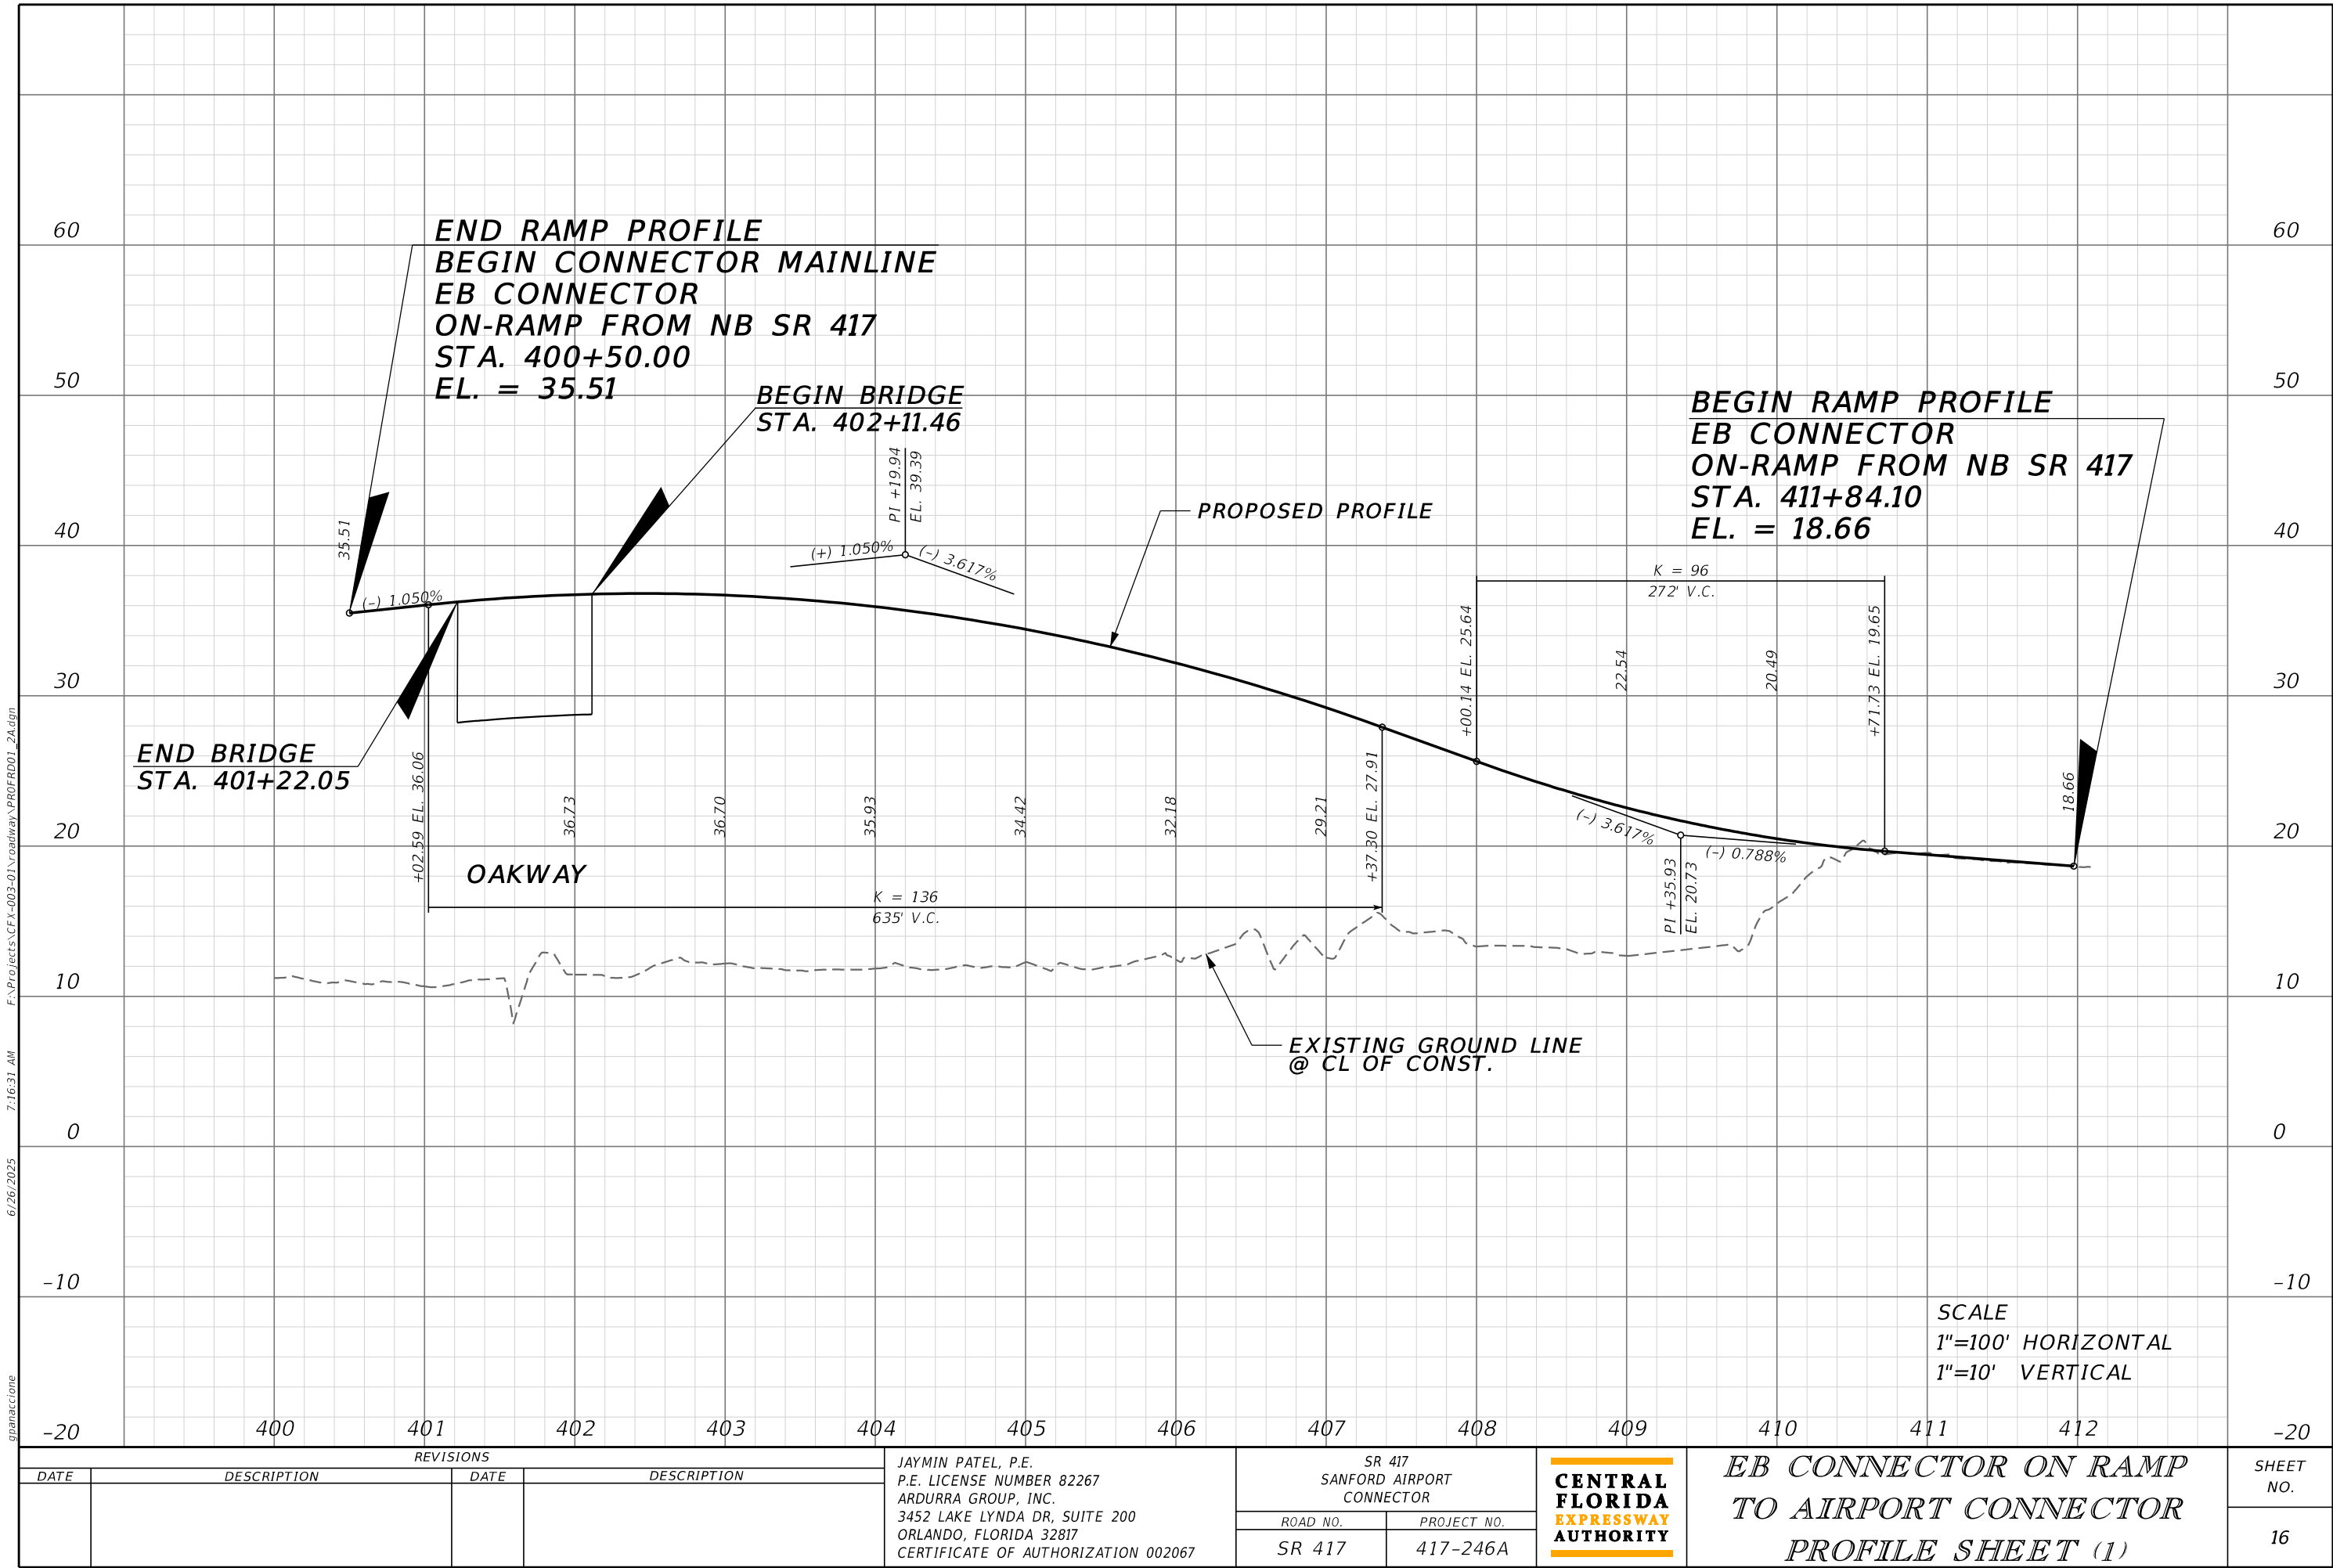 60
50
40
30
20
10
0
-10
-20
60
50
40
30
20
10
0
-10
-20
END RAMP PROFILE
BEGIN CONNECTOR MAINLINE
EB CONNECTOR
ON-RAMP FROM NB SR 417
STA. 400+50.00
EL. = 35.51
BEGIN BRIDGE
STA. 402+11.46
BEGIN RAMP PROFILE
EB CONNECTOR
ON-RAMP FROM NB SR 417
STA. 411+84.10
EL. = 18.66
PI +19.94
EL. 39.39
(+) 1.050%
(-) 3.617%
PROPOSED PROFILE
35.51
(-) 1.050%
K = 96
272' V.C.
+00.14 EL. 25.64
22.54
20.49
+71.73 EL. 19.65
END BRIDGE
STA. 401+22.05
+02.59 EL. 36.06
36.73
36.70
35.93
34.42
32.18
29.21
+37.30 EL. 27.91
18.66
(-) 3.617%
(-) 0.788%
PI +35.93
EL. 20.73
OAKWAY
K = 136
635' V.C.
EXISTING GROUND LINE
@ CL OF CONST.
SCALE
1"=100' HORIZONTAL
1"=10' VERTICAL
400 401 402 403 404 405 406 407 408 409 410 411 412
gpanaccione 6/26/2025 7:16:31 AM F:\Projects\CFX-003-01\roadway\PROFRD01_2A.dgn
REVISIONS
DATE DESCRIPTION DATE DESCRIPTION
JAYMIN PATEL, P.E.
P.E. LICENSE NUMBER 82267
ARDURRA GROUP, INC.
3452 LAKE LYNDA DR, SUITE 200
ORLANDO, FLORIDA 32817
CERTIFICATE OF AUTHORIZATION 002067
SR 417
SANFORD AIRPORT
CONNECTOR
ROAD NO. PROJECT NO.
SR 417 417-246A
CENTRAL
FLORIDA
EXPRESSWAY
AUTHORITY
EB CONNECTOR ON RAMP
TO AIRPORT CONNECTOR
PROFILE SHEET (1)
SHEET
NO.
16